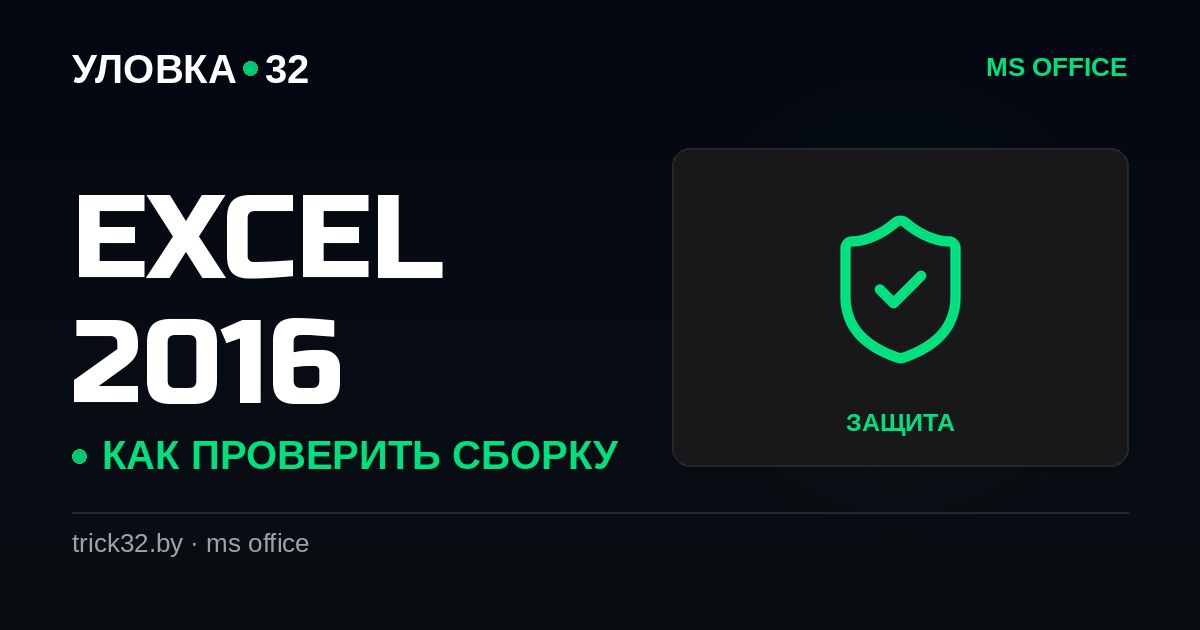 УЛОВКА•32
MS OFFICE
EXCEL
2016
• КАК ПРОВЕРИТЬ СБОРКУ
ЗАЩИТА
trick32.by · ms office